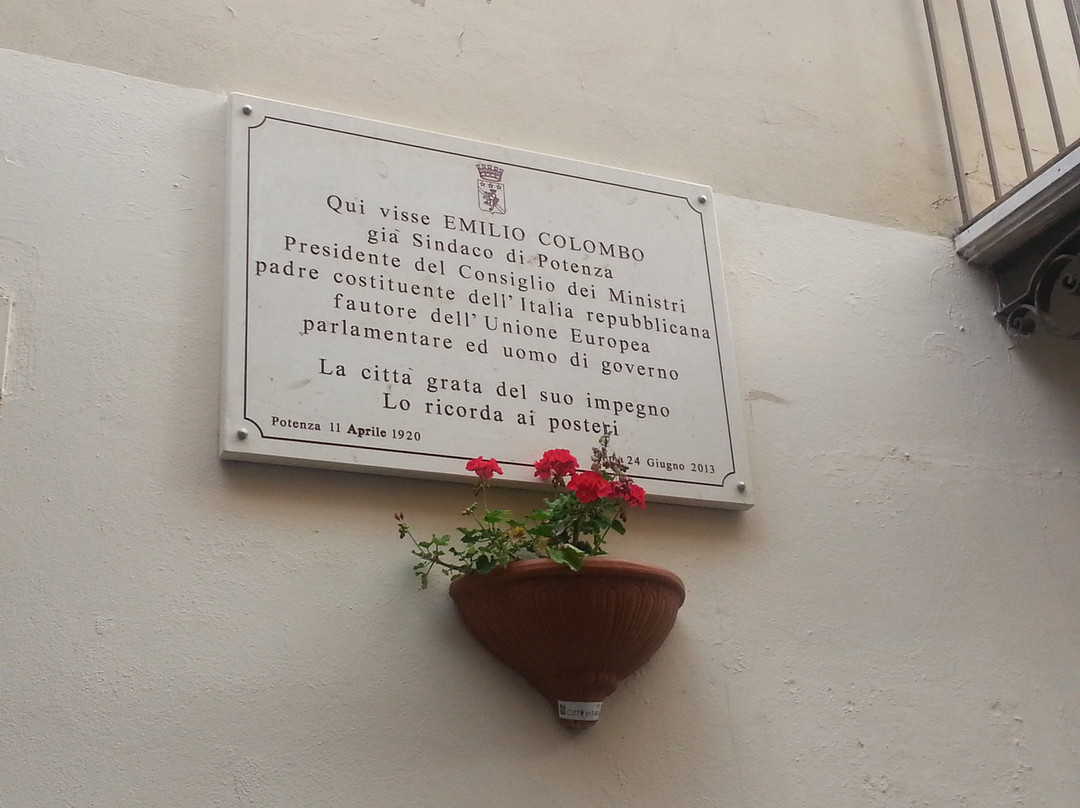 Qui visse EMILIO COLOMBO
già Sindaco di Potenza
Presidente del Consiglio dei Ministri
padre costituente dell'Italia repubblicana
fautore dell'Unione Europea
parlamentare ed uomo di governo
La città grata del suo impegno
Lo ricorda ai posteri
Potenza 11 Aprile 1920
24 Giugno 2013